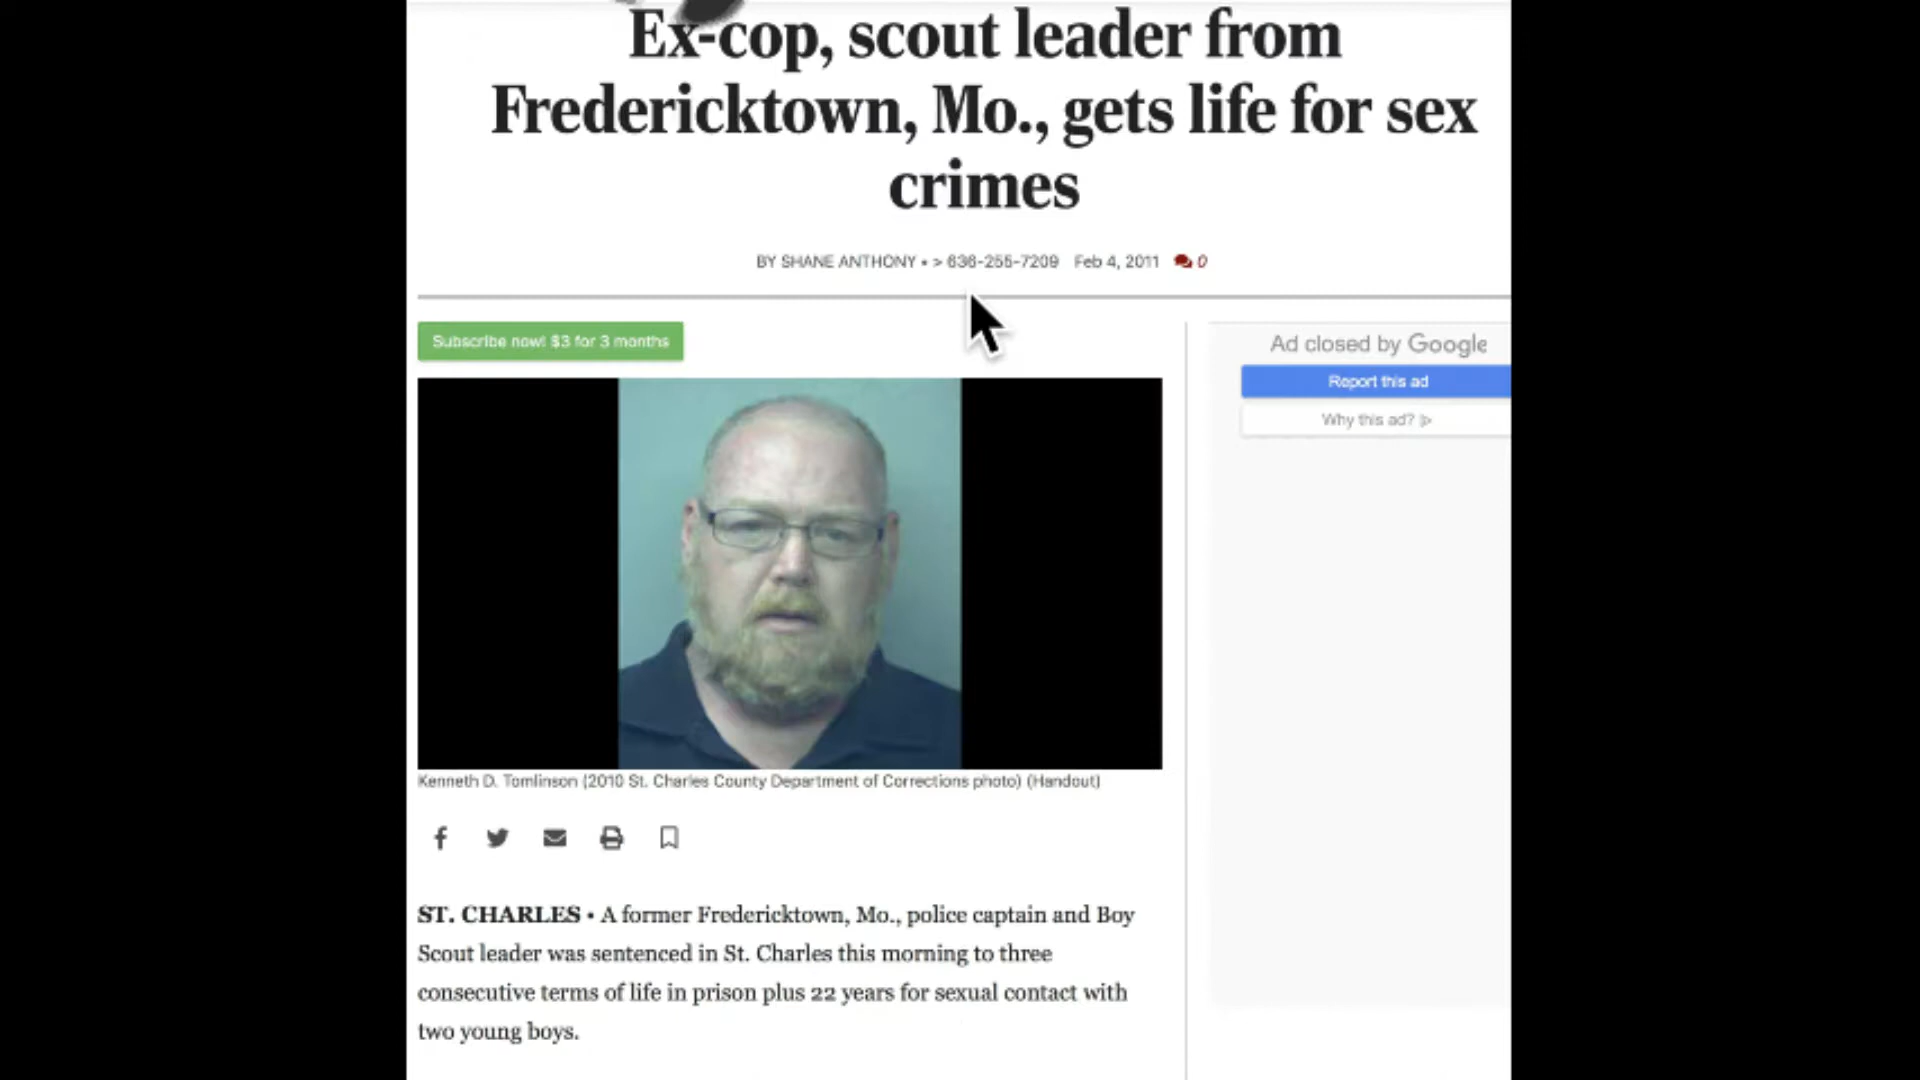 Ex-cop, scout leader from
Fredericktown, Mo., gets life for sex
crimes
BY SHANE ANTHONY • > 636-255-7209 Feb 4, 2011 0
Subscribe now! $3 for 3 months
Ad closed by Google
Report this ad
Why this ad?
Kenneth D. Tomlinson (2010 St. Charles County Department of Corrections photo) (Handout)
ST. CHARLES • A former Fredericktown, Mo., police captain and Boy
Scout leader was sentenced in St. Charles this morning to three
consecutive terms of life in prison plus 22 years for sexual contact with
two young boys.